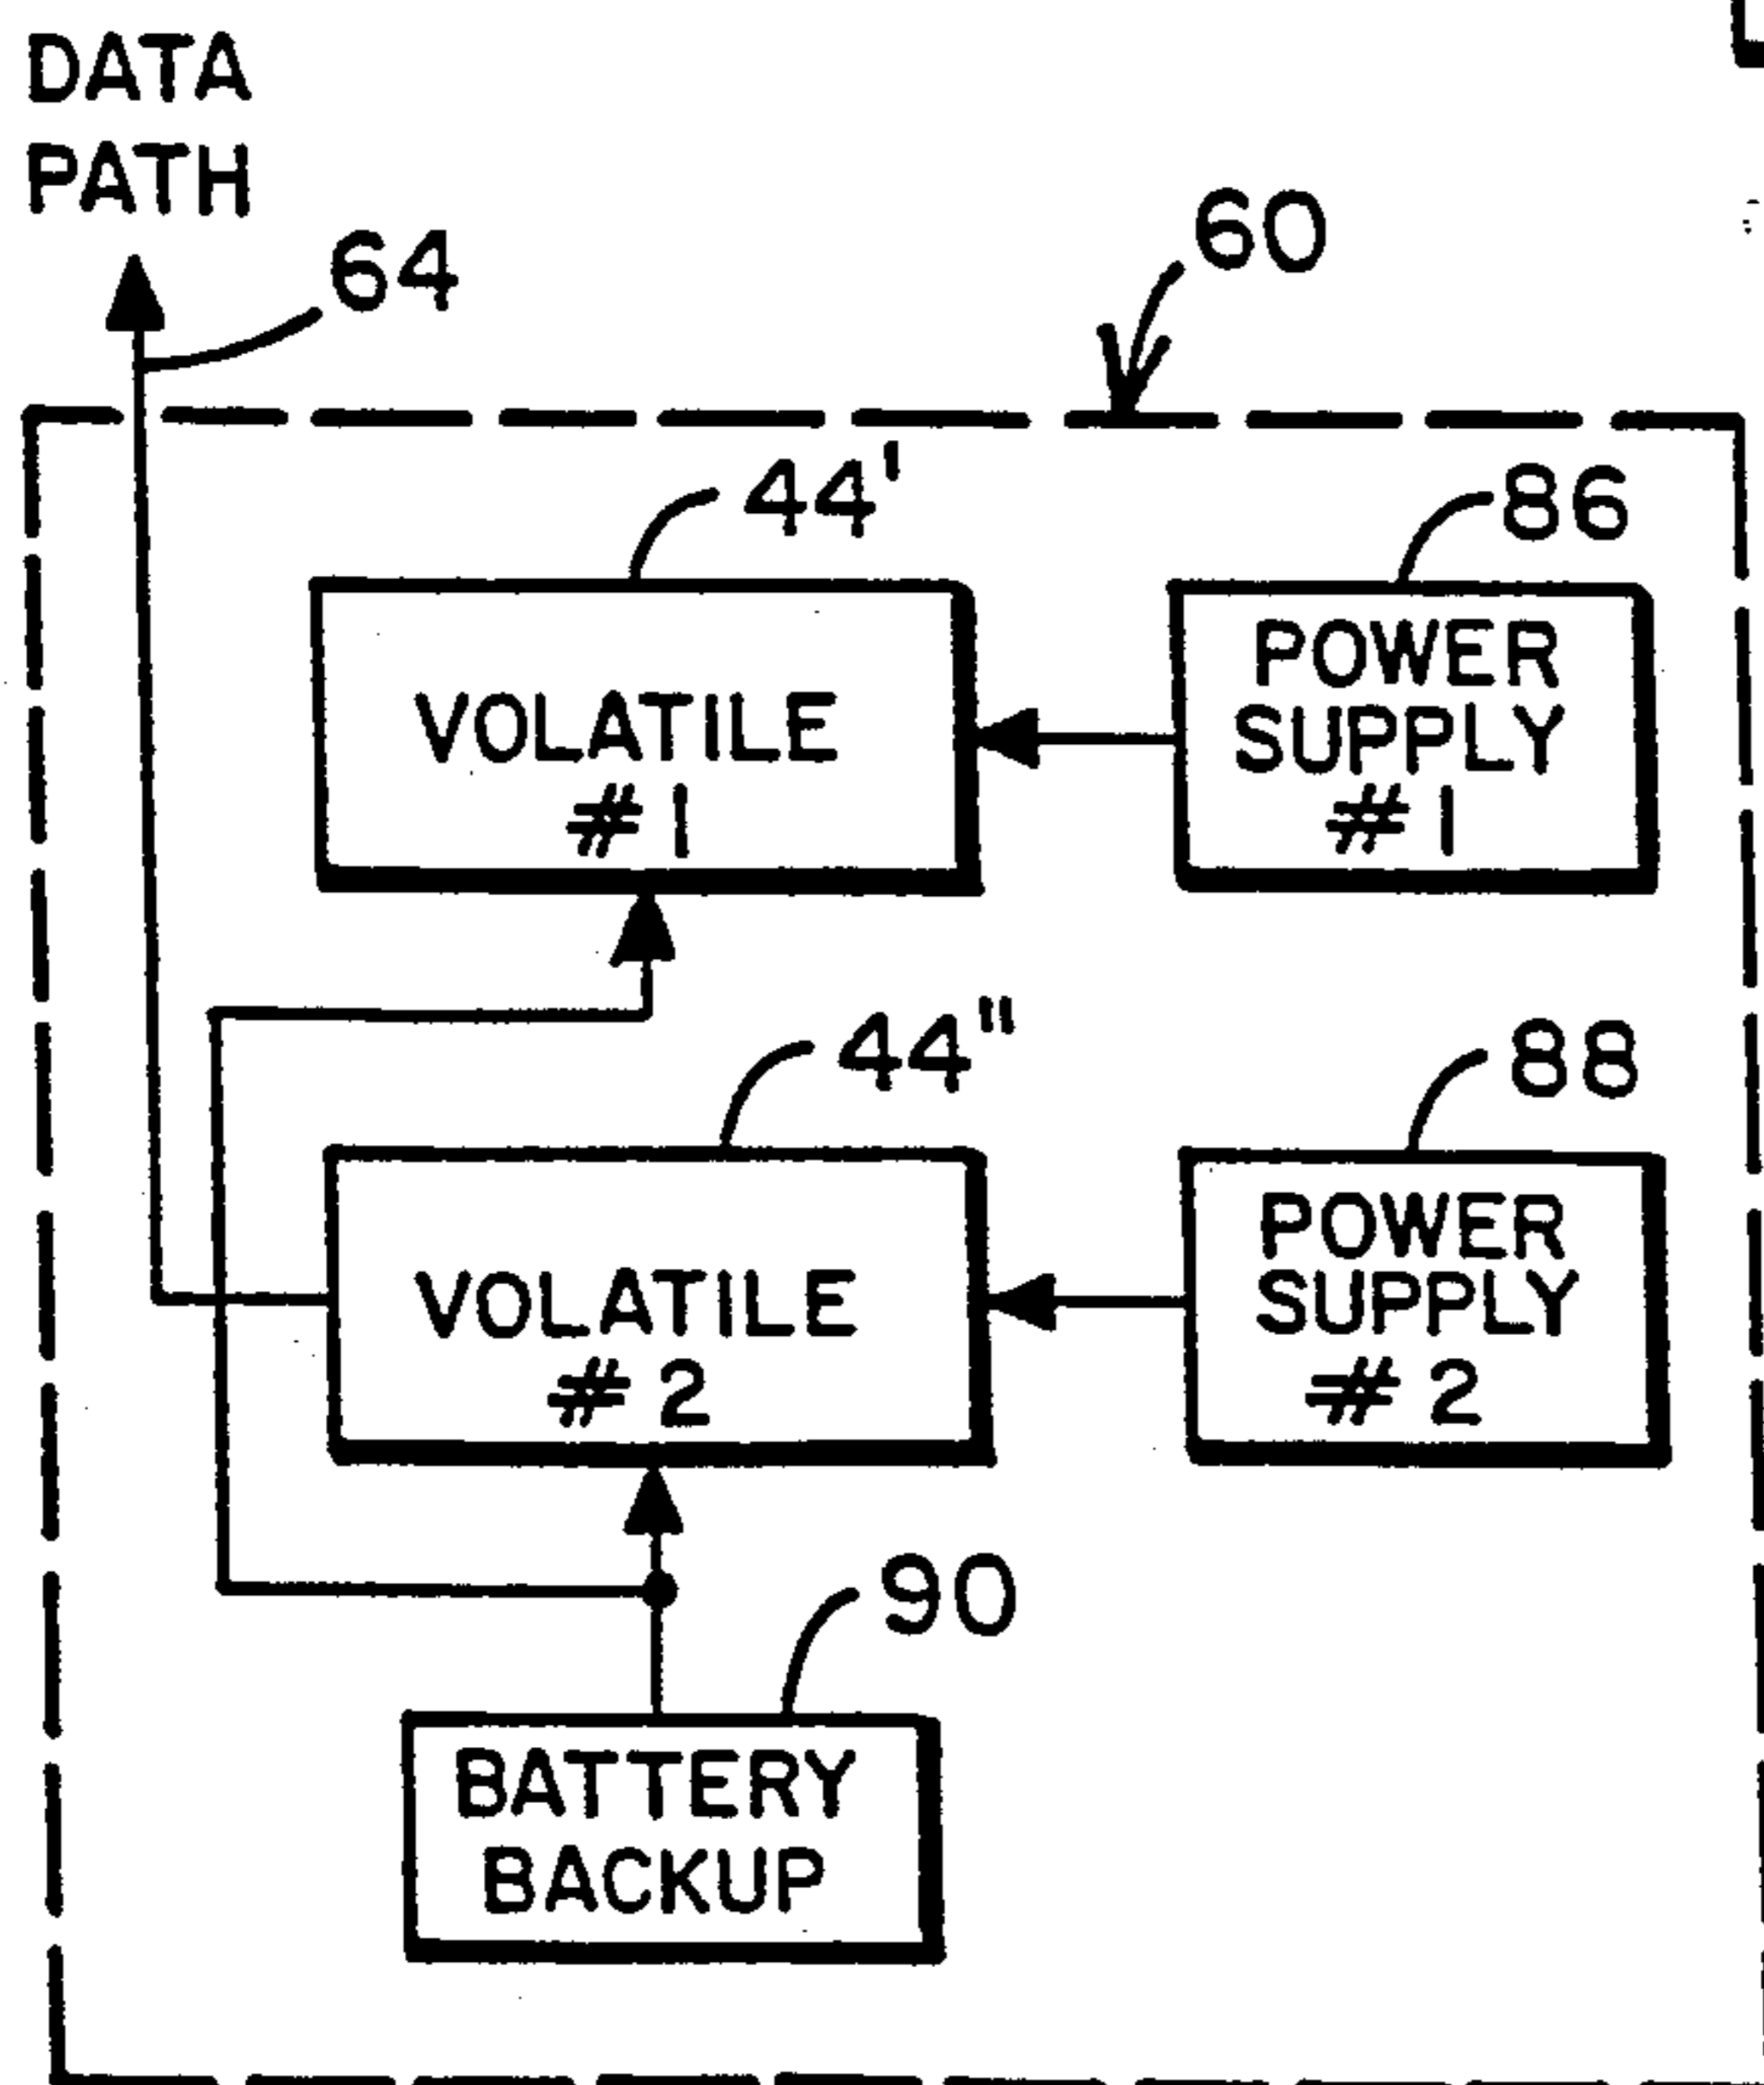 DATA
PATH
64
60
44'
86
VOLATILE
#1
POWER
SUPPLY
#1
44"
88
VOLATILE
#2
POWER
SUPPLY
#2
90
BATTERY
BACKUP